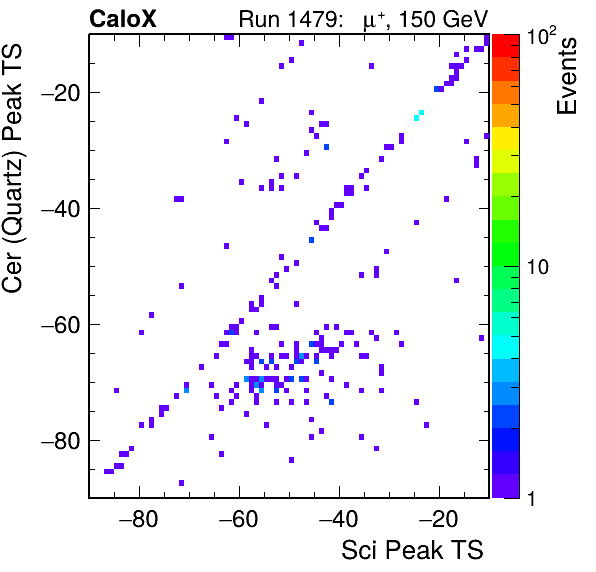 CaloX Run 1479: μ⁺, 150 GeV
Cer (Quartz) Peak TS
Events
10²
10
1
−20
−40
−60
−80
−80 −60 −40 −20
Sci Peak TS